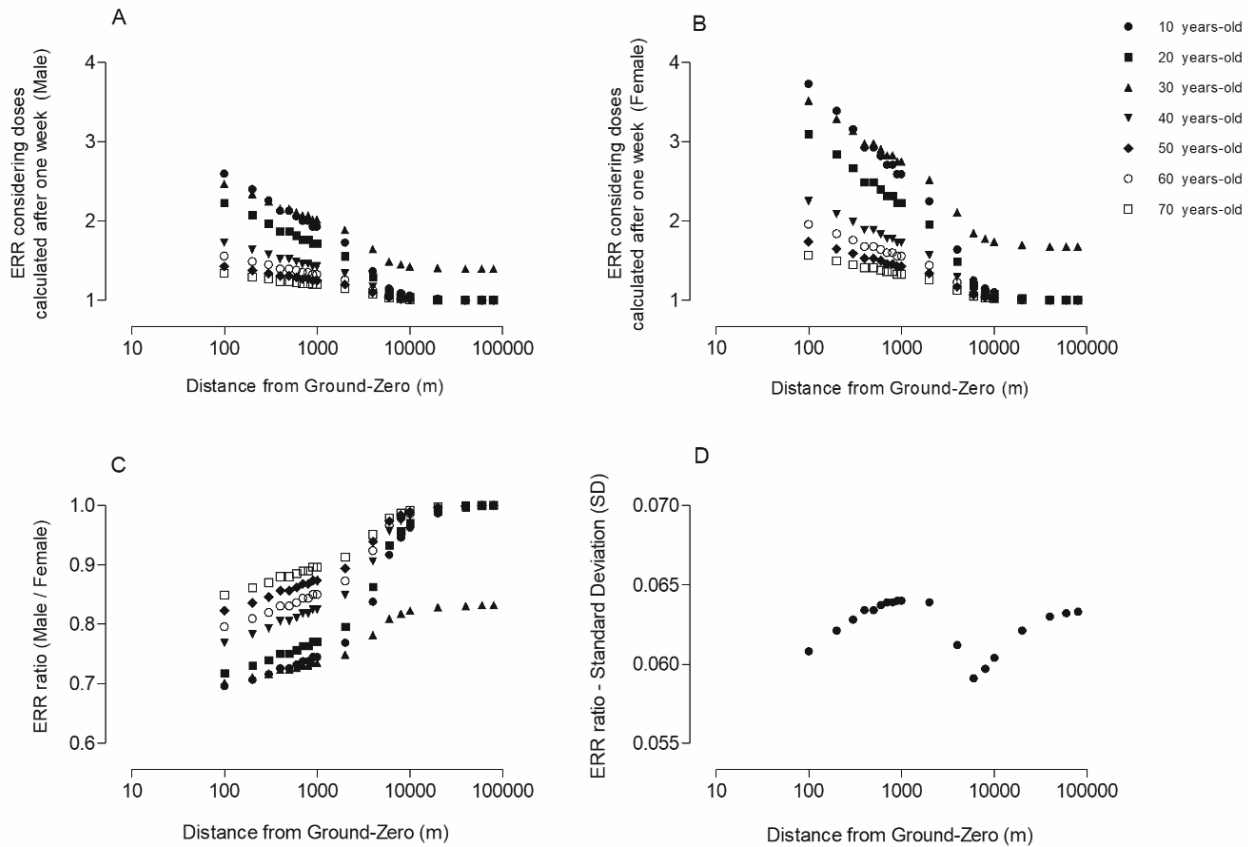 A
ERR considering doses
calculated after one week (Male)
4
3
2
1
10
100
1000
10000
100000
Distance from Ground-Zero (m)
B
ERR considering doses
calculated after one week (Female)
4
3
2
1
10
100
1000
10000
100000
Distance from Ground-Zero (m)
10 years-old
20 years-old
30 years-old
40 years-old
50 years-old
60 years-old
70 years-old
C
ERR ratio (Male / Female)
1.0
0.9
0.8
0.7
0.6
10
100
1000
10000
100000
Distance from Ground-Zero (m)
D
ERR ratio - Standard Deviation (SD)
0.070
0.065
0.060
0.055
10
100
1000
10000
100000
Distance from Ground-Zero (m)